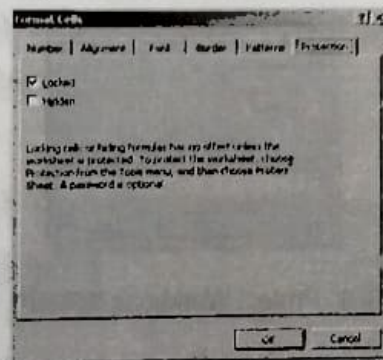 Format Cells
Number Alignment Font Border Patterns Protection
Locked
Hidden
Locking cells or hiding formulas has no effect unless the
worksheet is protected. To protect the worksheet, choose
Protection from the Tools menu, and then choose Protect
Sheet. A password is optional.
OK Cancel